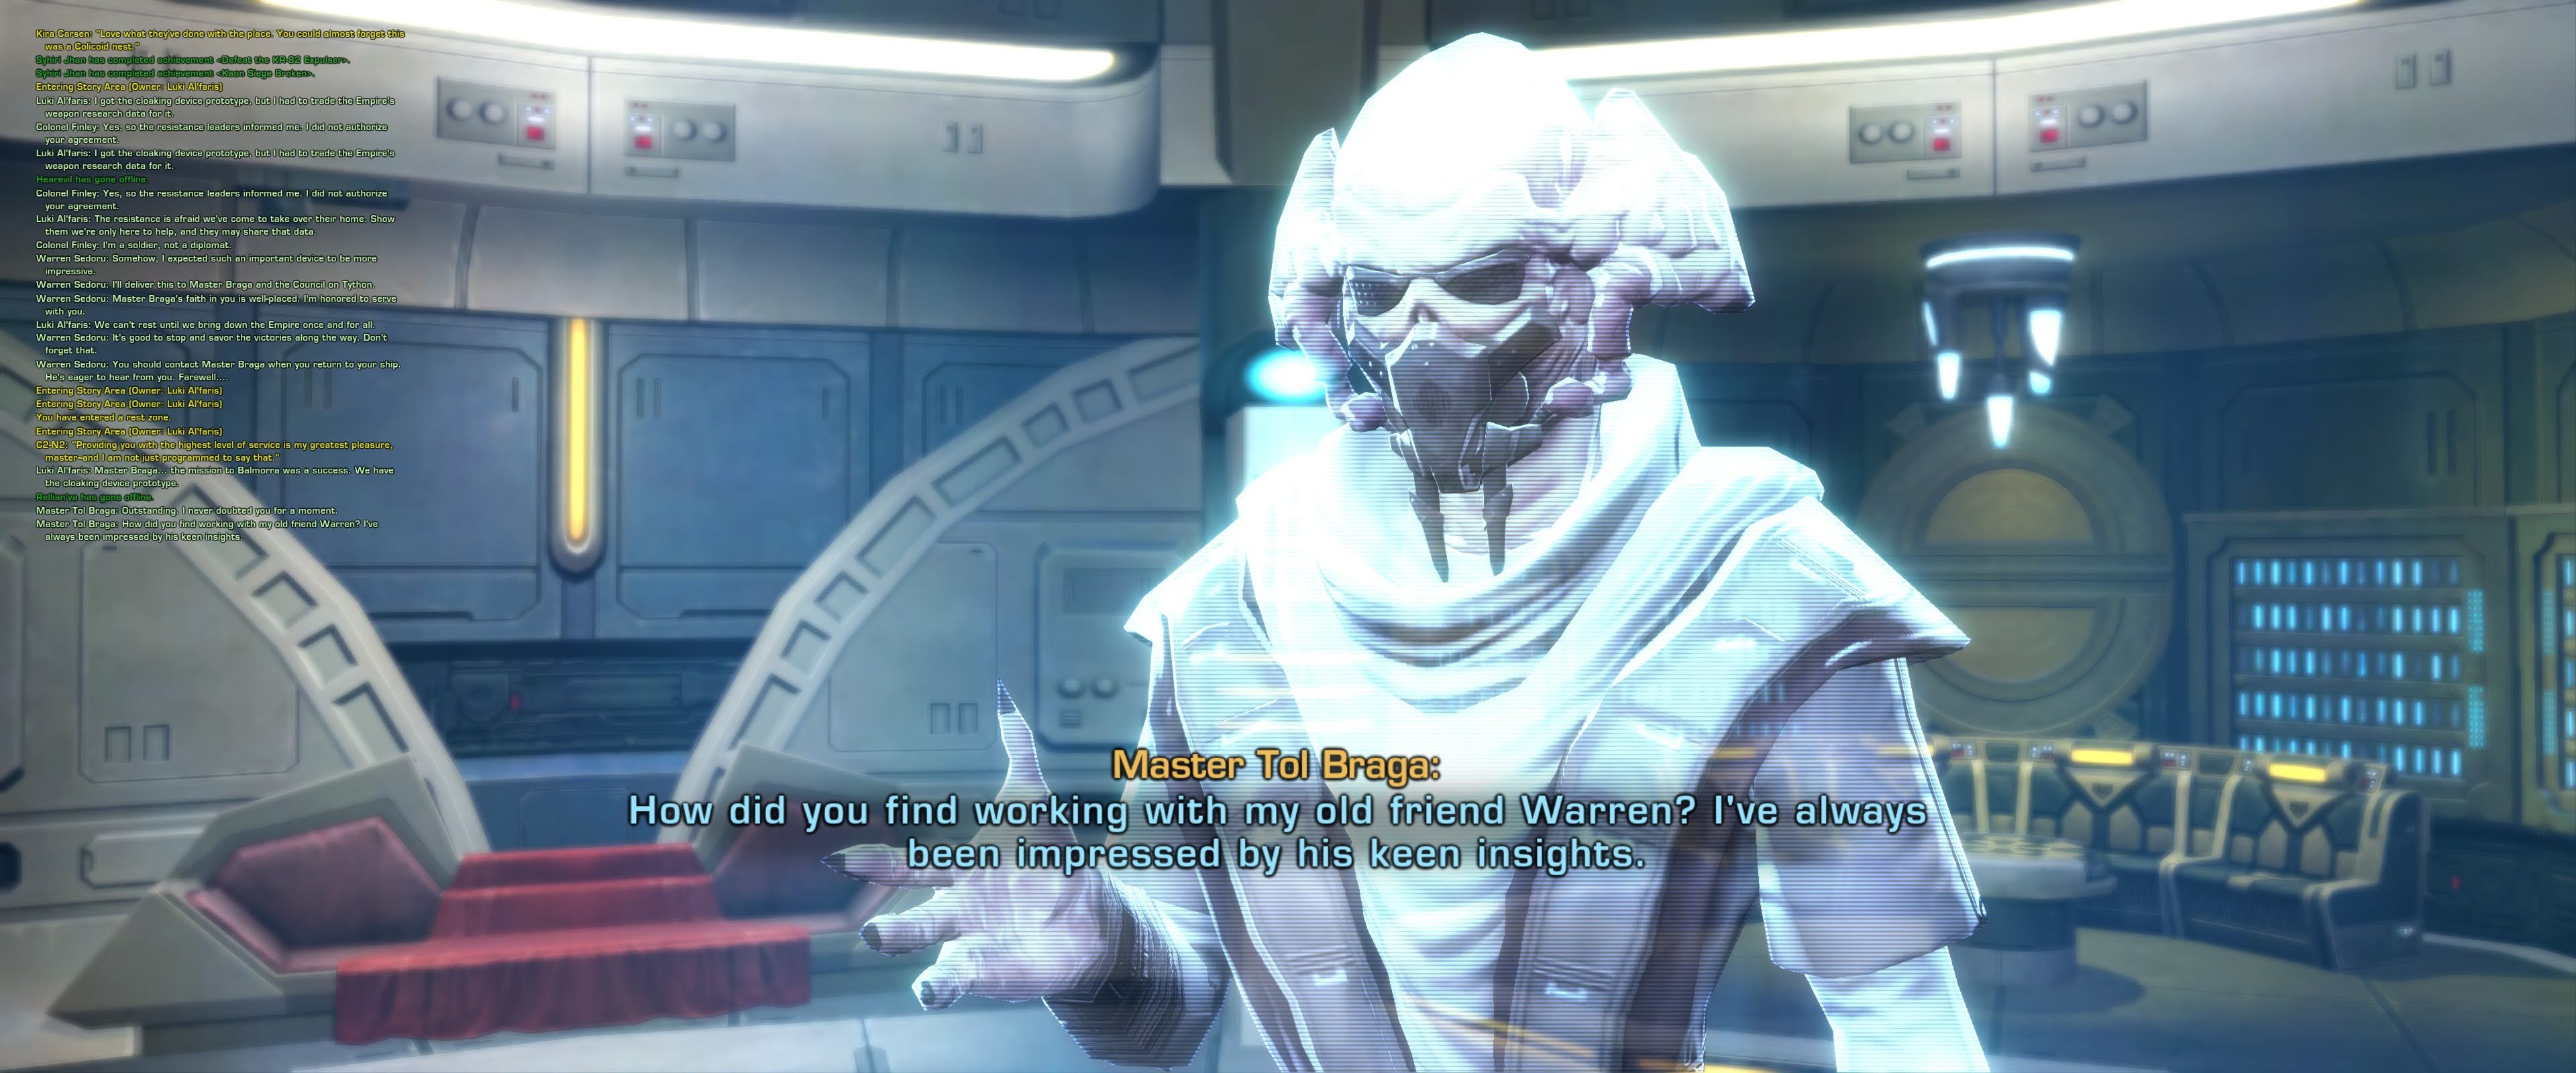 Kira Carsen: "Love what they've done with the place. You could almost forget this
was a Colicoid nest."
Syhiri Jhan has completed achievement <Defeat the KR-82 Expulser>.
Syhiri Jhan has completed achievement <Kaon Siege Broken>.
Entering Story Area (Owner: Luki Al'faris)
Luki Al'faris: I got the cloaking device prototype, but I had to trade the Empire's
weapon research data for it.
Colonel Finley: Yes, so the resistance leaders informed me. I did not authorize
your agreement.
Luki Al'faris: I got the cloaking device prototype, but I had to trade the Empire's
weapon research data for it.
Hearevil has gone offline.
Colonel Finley: Yes, so the resistance leaders informed me. I did not authorize
your agreement.
Luki Al'faris: The resistance is afraid we've come to take over their home. Show
them we're only here to help, and they may share that data.
Colonel Finley: I'm a soldier, not a diplomat.
Warren Sedoru: Somehow, I expected such an important device to be more
impressive.
Warren Sedoru: I'll deliver this to Master Braga and the Council on Tython.
Warren Sedoru: Master Braga's faith in you is well-placed. I'm honored to serve
with you.
Luki Al'faris: We can't rest until we bring down the Empire once and for all.
Warren Sedoru: It's good to stop and savor the victories along the way. Don't
forget that.
Warren Sedoru: You should contact Master Braga when you return to your ship.
He's eager to hear from you. Farewell....
Entering Story Area (Owner: Luki Al'faris)
Entering Story Area (Owner: Luki Al'faris)
You have entered a rest zone.
Entering Story Area (Owner: Luki Al'faris)
C2-N2: "Providing you with the highest level of service is my greatest pleasure,
master-and I am not just programmed to say that."
Luki Al'faris: Master Braga... the mission to Balmorra was a success. We have
the cloaking device prototype.
Rellian'va has gone offline.
Master Tol Braga: Outstanding. I never doubted you for a moment.
Master Tol Braga: How did you find working with my old friend Warren? I've
always been impressed by his keen insights.
Master Tol Braga:
How did you find working with my old friend Warren? I've always
been impressed by his keen insights.